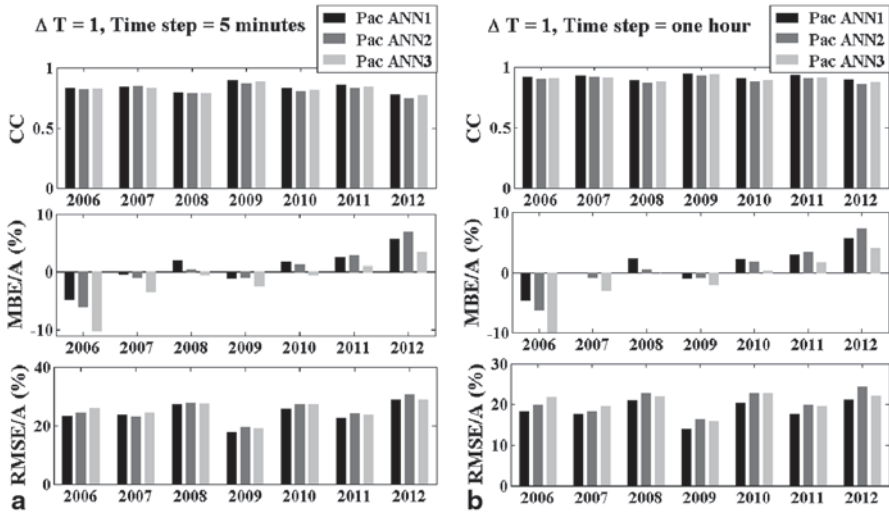 Δ T = 1, Time step = 5 minutes
Pac ANN1
Pac ANN2
Pac ANN3
CC
1
0.5
0
2006 2007 2008 2009 2010 2011 2012
MBE/A (%)
10
0
-10
2006 2007 2008 2009 2010 2011 2012
RMSE/A (%)
40
20
0
2006 2007 2008 2009 2010 2011 2012
a
Δ T = 1, Time step = one hour
Pac ANN1
Pac ANN2
Pac ANN3
CC
1
0.5
0
2006 2007 2008 2009 2010 2011 2012
MBE/A (%)
10
0
-10
2006 2007 2008 2009 2010 2011 2012
RMSE/A (%)
30
20
10
0
2006 2007 2008 2009 2010 2011 2012
b